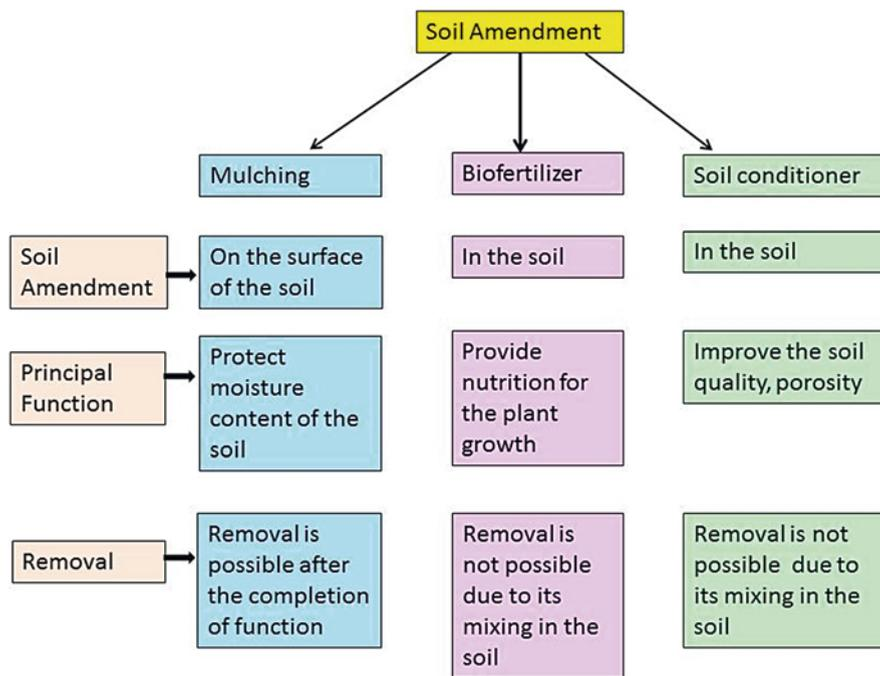 Soil Amendment
Mulching
Biofertilizer
Soil conditioner
Soil
Amendment
On the surface
of the soil
In the soil
In the soil
Principal
Function
Protect
moisture
content of the
soil
Provide
nutrition for
the plant
growth
Improve the soil
quality, porosity
Removal
Removal is
possible after
the completion
of function
Removal is
not possible
due to its
mixing in the
soil
Removal is not
possible due to
its mixing in the
soil